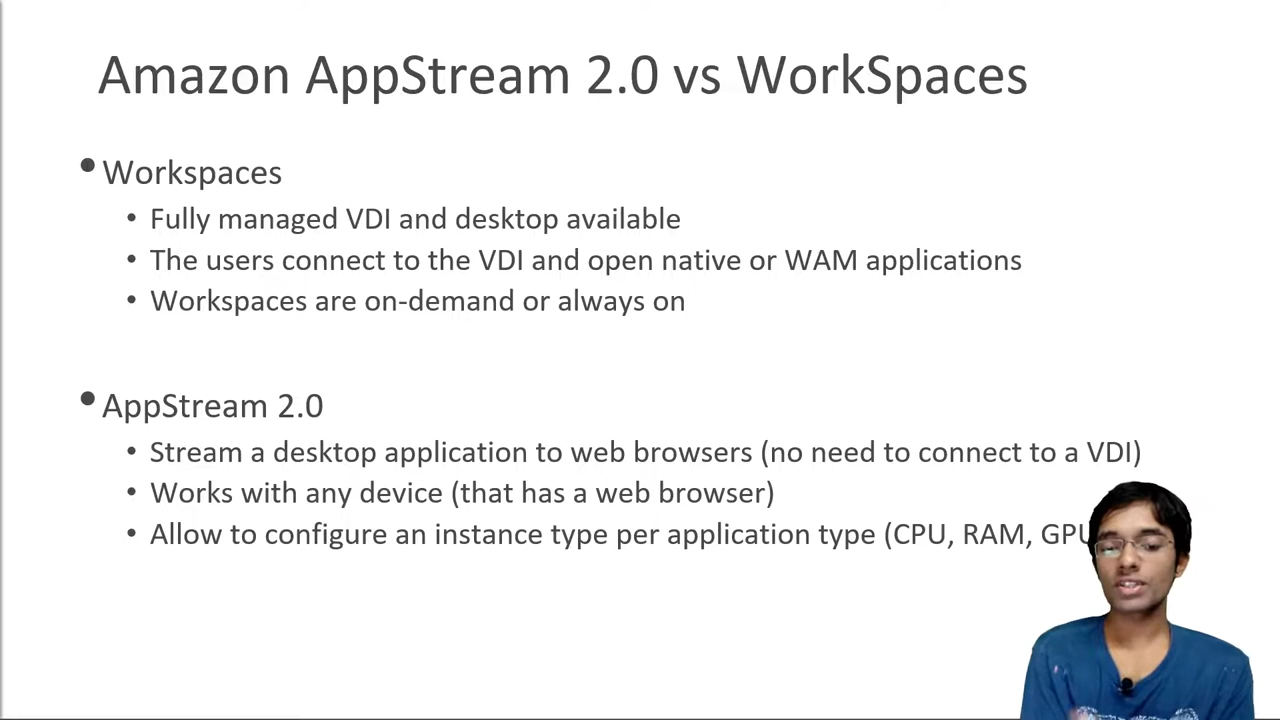 Amazon AppStream 2.0 vs WorkSpaces
• Workspaces
• Fully managed VDI and desktop available
• The users connect to the VDI and open native or WAM applications
• Workspaces are on-demand or always on
• AppStream 2.0
• Stream a desktop application to web browsers (no need to connect to a VDI)
• Works with any device (that has a web browser)
• Allow to configure an instance type per application type (CPU, RAM, GPU